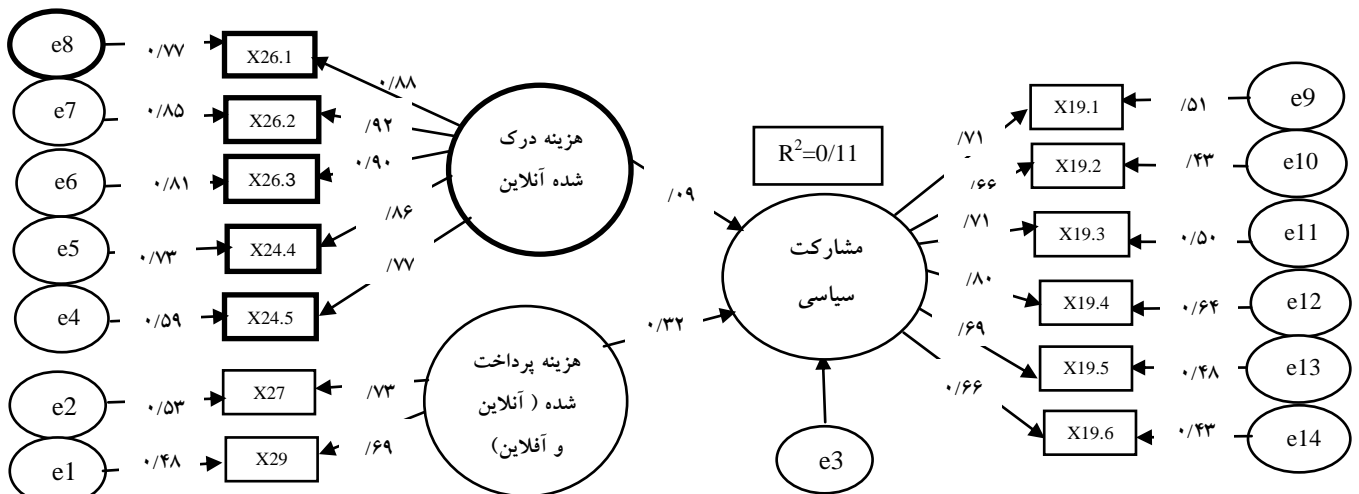 e8
۰/۷۷
X26.1
۰/۸۸
e7
۰/۸۵
X26.2
/۹۲
e6
۰/۸۱
X26.3
۰/۹۰
e5
۰/۷۳
X24.4
/۸۶
e4
۰/۵۹
X24.5
/۷۷
هزینه درک
شده آنلاین
/۰۹
e2
۰/۵۳
X27
/۷۳
e1
۰/۴۸
X29
/۶۹
هزینه پرداخت
شده ( آنلاین
و آفلاین)
۰/۳۲
R²=0/11
مشارکت
سیاسی
e3
/۷۱
X19.1
/۵۱
e9
/۶۶
X19.2
/۴۳
e10
/۷۱
X19.3
۰/۵۰
e11
/۸۰
X19.4
۰/۶۴
e12
/۶۹
X19.5
۰/۴۸
e13
۰/۶۶
X19.6
۰/۴۳
e14